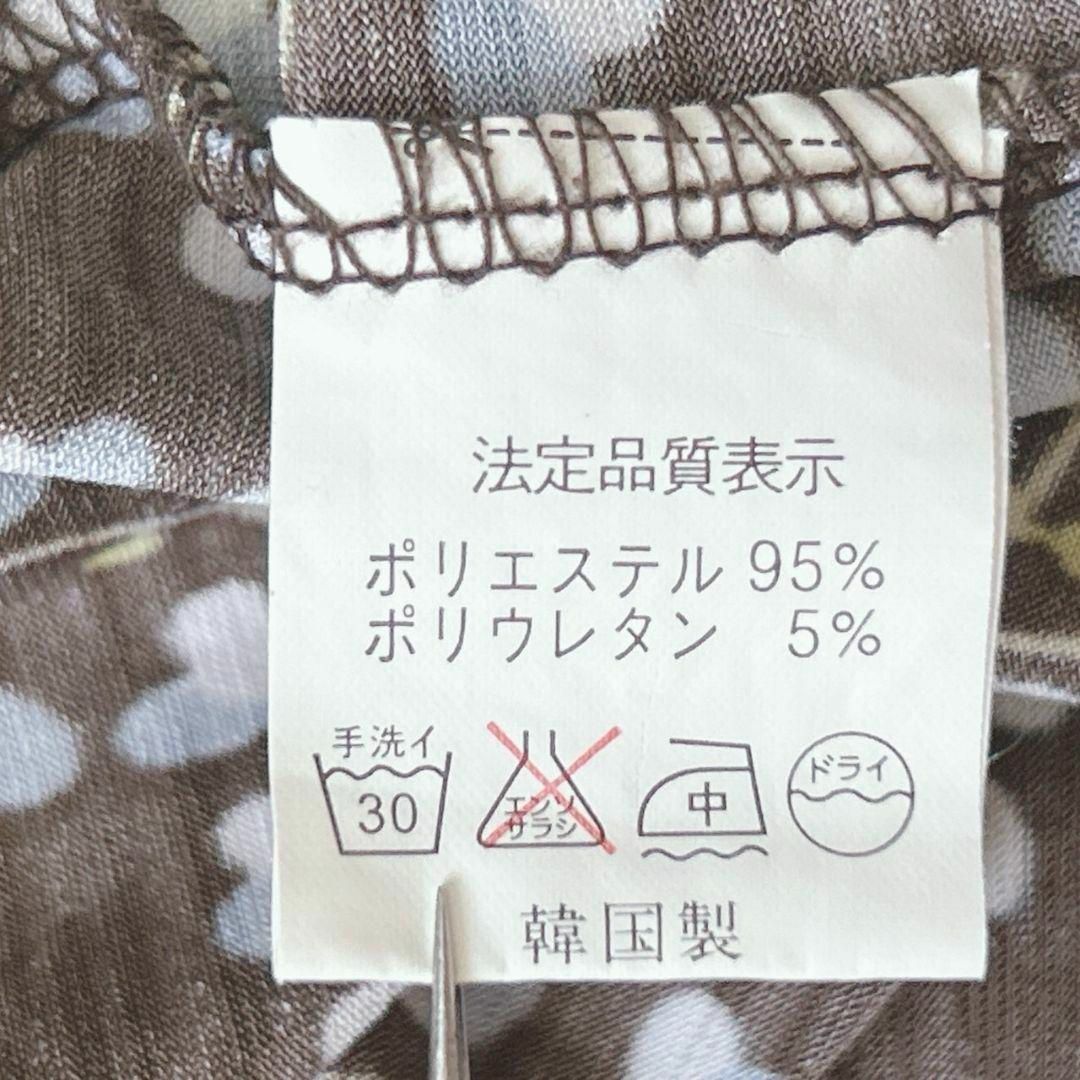 法定品質表示
ポリエステル 95%
ポリウレタン 5%
手洗イ
30
エンソ
サラシ
中
ドライ
韓国製